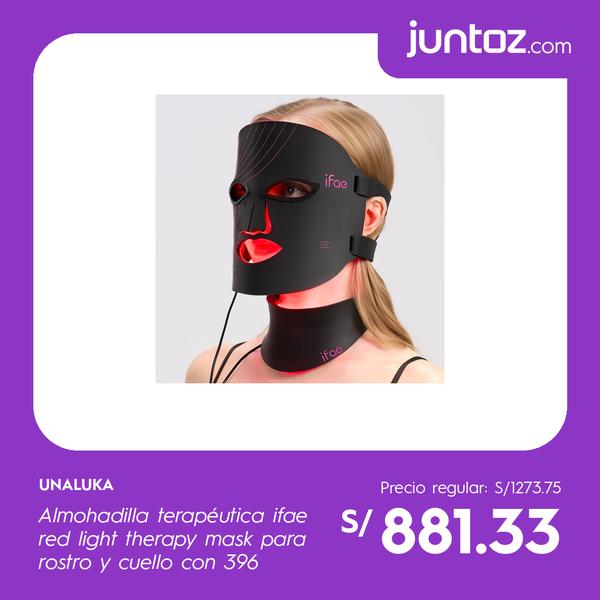 juntoz.com
ifae
ifae
UNALUKA
Almohadilla terapéutica ifae
red light therapy mask para
rostro y cuello con 396
Precio regular: S/1273.75
S/881.33